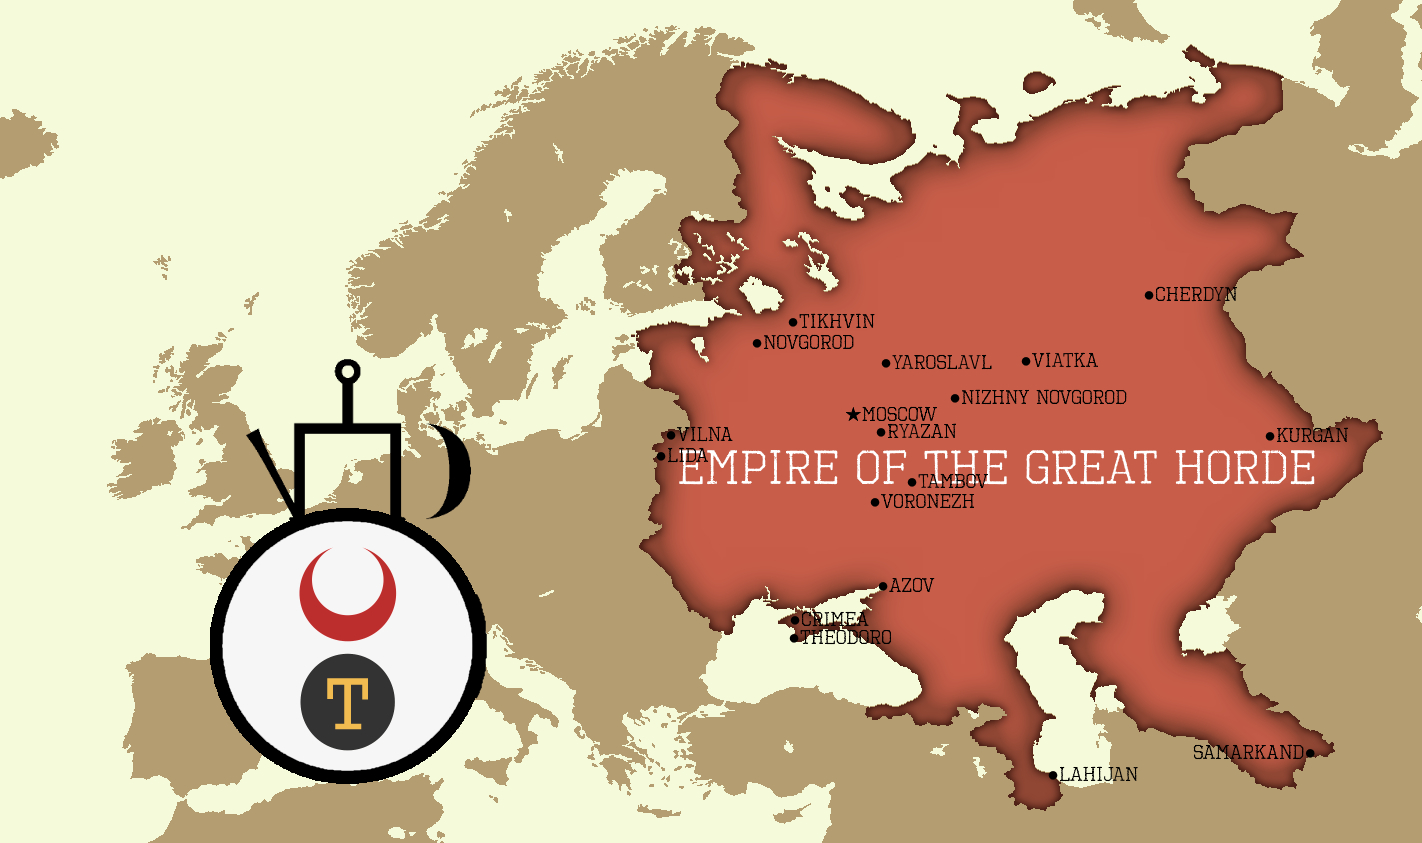 CHERDYN
TIKHVIN
NOVGOROD
YAROSLAVL
VIATKA
NIZHNY NOVGOROD
MOSCOW
RYAZAN
VILNA
KURGAN
LIDA
EMPIRE OF THE GREAT HORDE
TAMBOV
VORONEZH
AZOV
CRIMEA
THEODORO
T
SAMARKAND
LAHIJAN